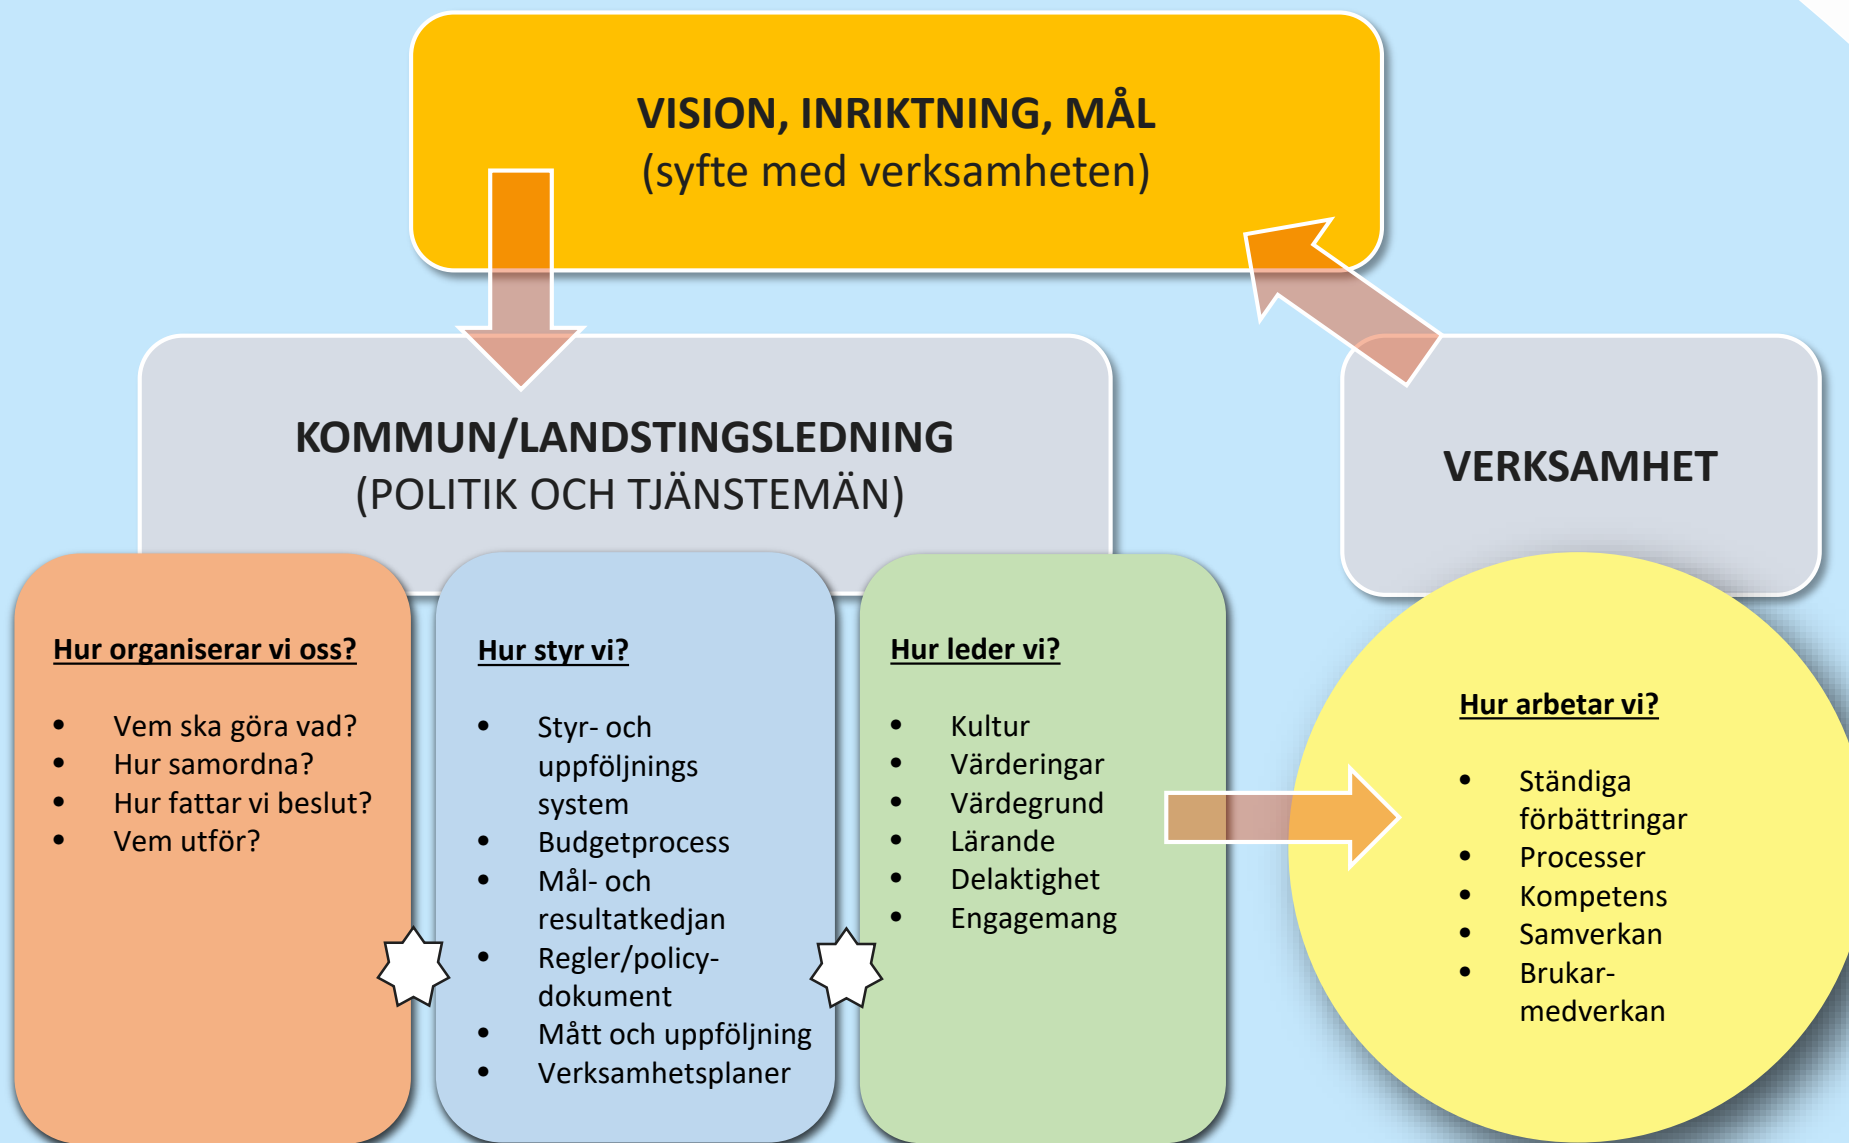 VISION, INRIKTNING, MÅL
(syfte med verksamheten)
KOMMUN/LANDSTINGSLEDNING
(POLITIK OCH TJÄNSTEMÄN)
VERKSAMHET
Hur organiserar vi oss?
• Vem ska göra vad?
• Hur samordna?
• Hur fattar vi beslut?
• Vem utför?
Hur styr vi?
• Styr- och
uppföljnings
system
• Budgetprocess
• Mål- och
resultatkedjan
• Regler/policy-
dokument
• Mått och uppföljning
• Verksamhetsplaner
Hur leder vi?
• Kultur
• Värderingar
• Värdegrund
• Lärande
• Delaktighet
• Engagemang
Hur arbetar vi?
• Ständiga
förbättringar
• Processer
• Kompetens
• Samverkan
• Brukar-
medverkan